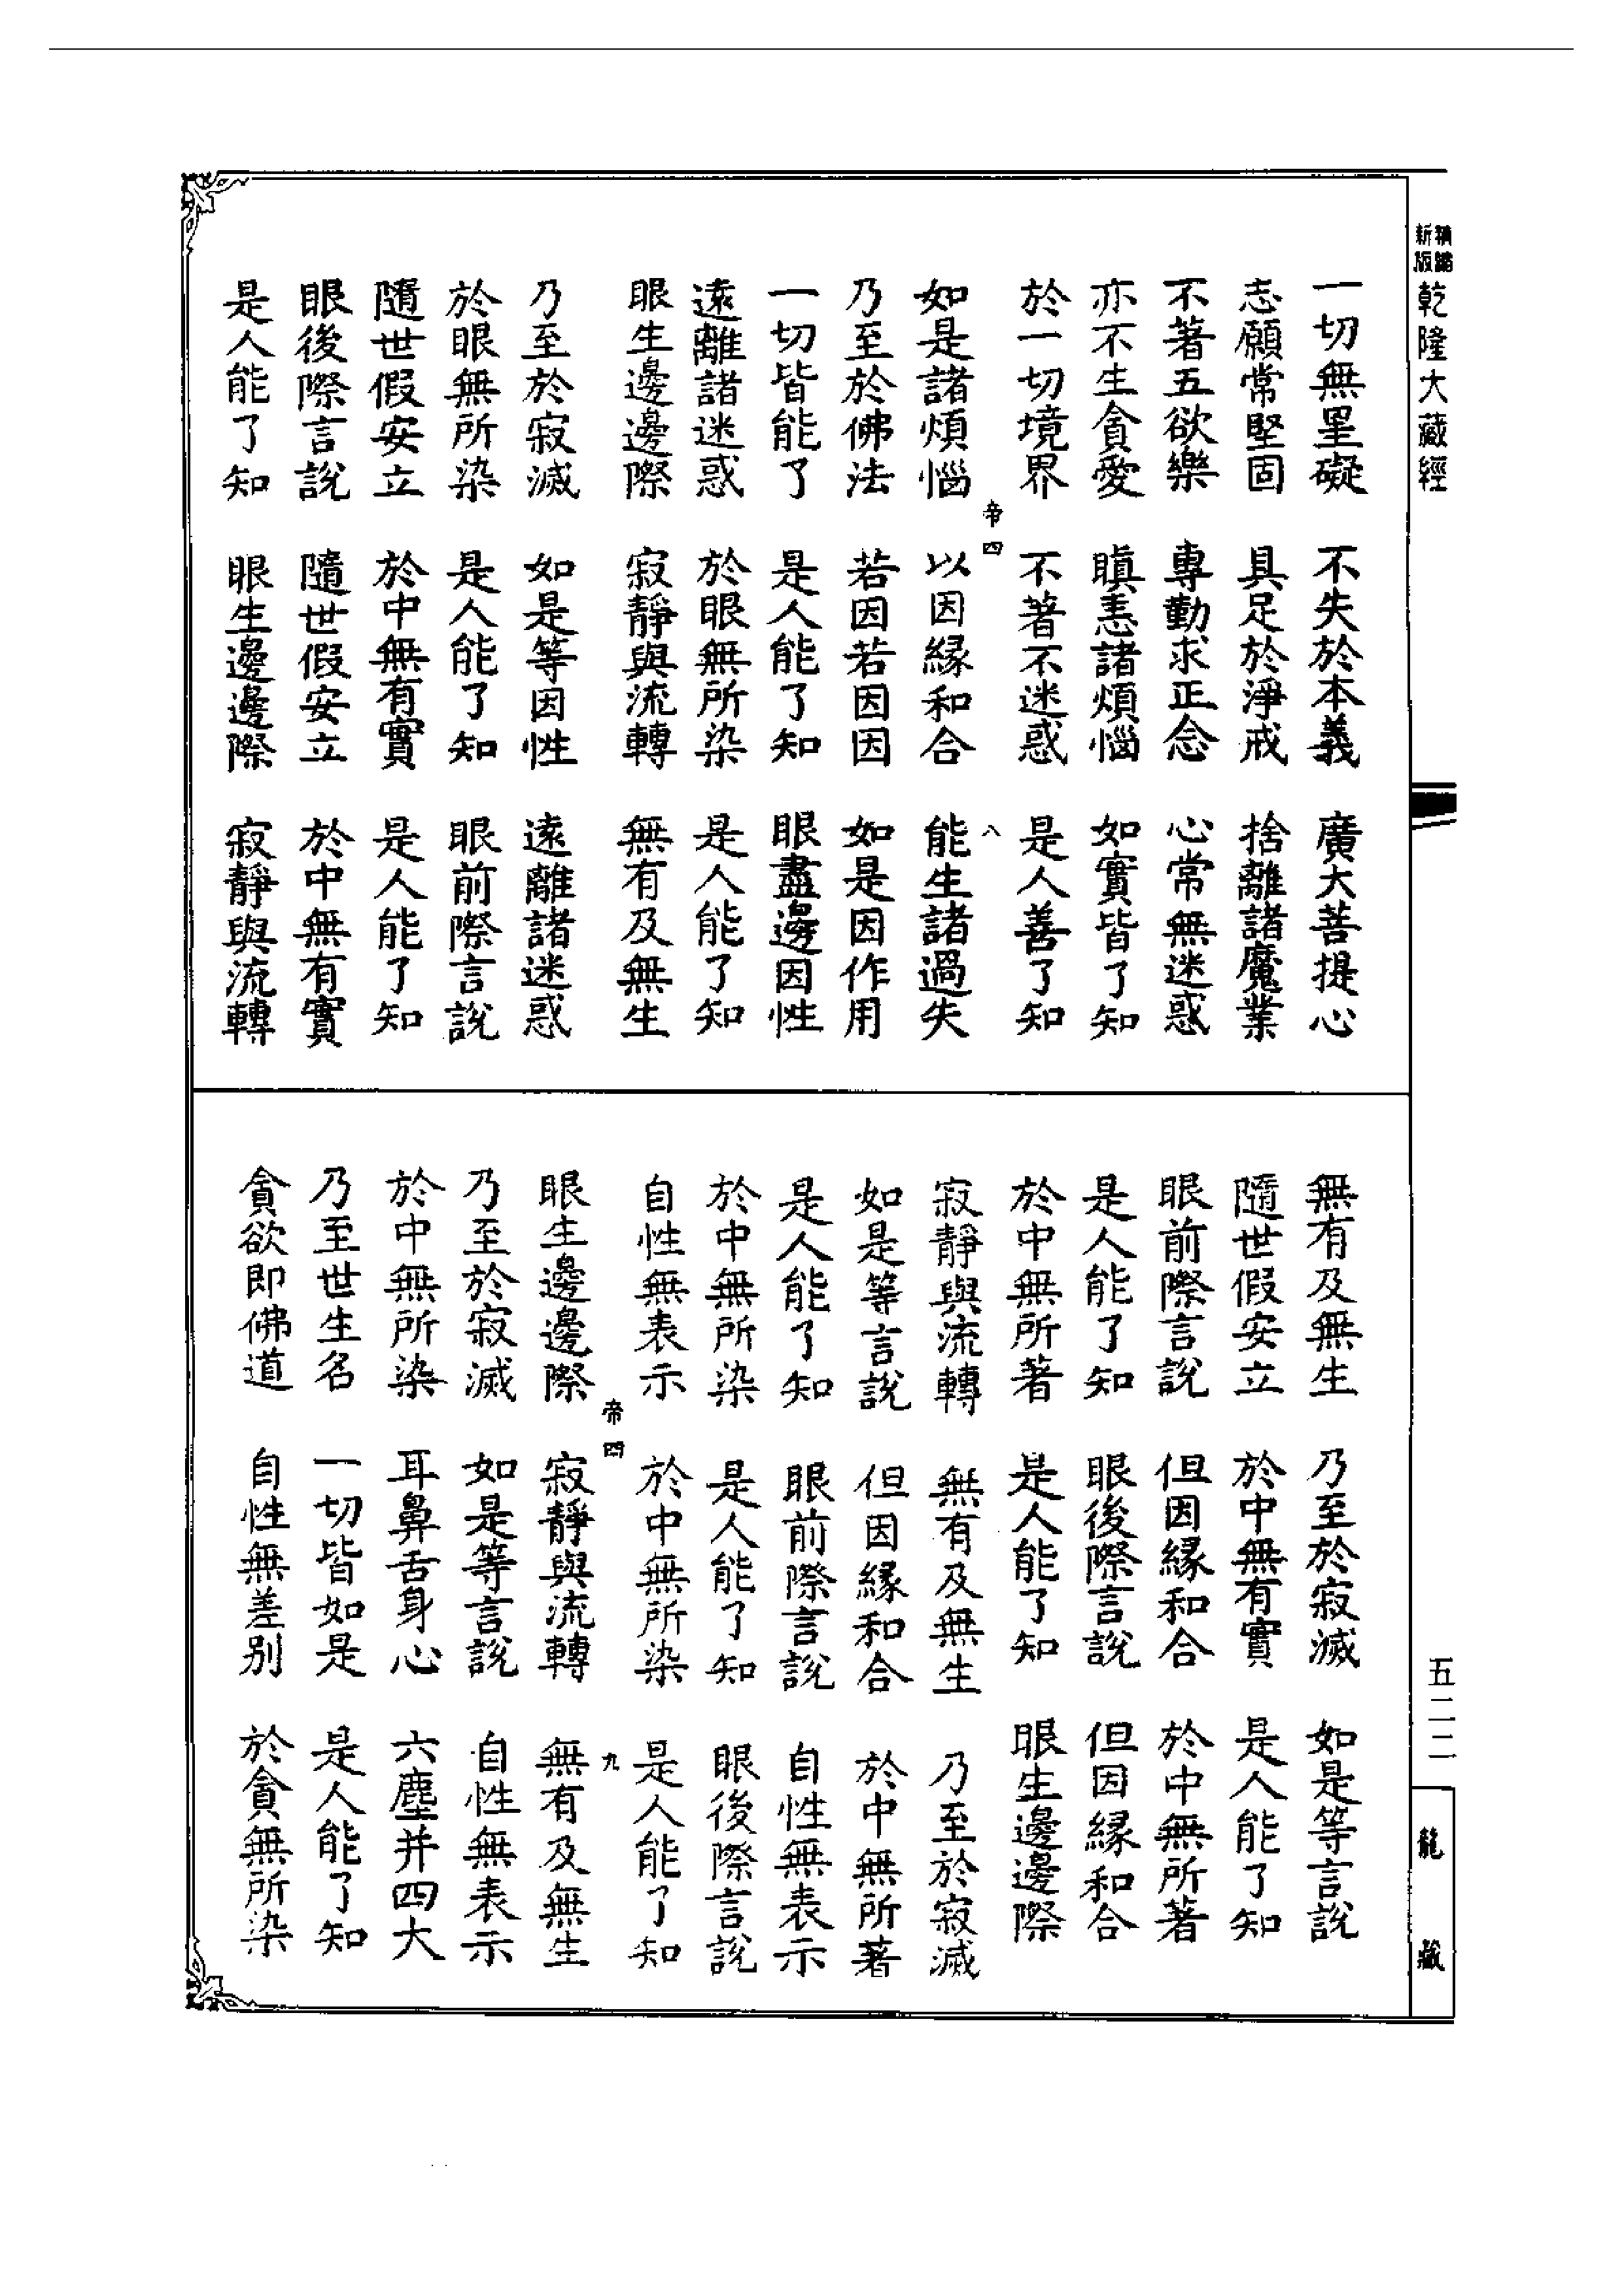 新版 精縮 乾隆大藏經
一切無罣礙 不失於本義 廣大菩提心
志願常堅固 具足於淨戒 捨離諸魔業
不著五欲樂 專勤求正念 心常無迷惑
亦不生貪愛 瞋恚諸煩惱 如實皆了知
於一切境界 不著不迷惑 是人善了知
帝四 八
如是諸煩惱 以因緣和合 能生諸過失
乃至於佛法 若因若因因 如是因作用
一切皆能了 是人能了知 眼盡邊因性
遠離諸迷惑 於眼無所染 是人能了知
眼生邊邊際 寂靜與流轉 無有及無生
乃至於寂滅 如是等因性 遠離諸迷惑
於眼無所染 是人能了知 眼前際言說
隨世假安立 於中無有實 是人能了知
眼後際言說 隨世假安立 於中無有實
是人能了知 眼生邊邊際 寂靜與流轉
無有及無生 乃至於寂滅 如是等言說
隨世假安立 於中無有實 是人能了知
眼前際言說 但因緣和合 於中無所著
是人能了知 眼後際言說 但因緣和合
於中無所著 是人能了知 眼生邊邊際
寂靜與流轉 無有及無生 乃至於寂滅
如是等言說 但因緣和合 於中無所著
是人能了知 眼前際言說 自性無表示
於中無所染 是人能了知 眼後際言說
自性無表示 於中無所染 是人能了知
帝四 九
眼生邊邊際 寂靜與流轉 無有及無生
乃至於寂滅 如是等言說 自性無表示
於中無所染 耳鼻舌身心 六塵并四大
乃至世生名 一切皆如是 是人能了知
貪欲即佛道 自性無差別 於貪無所染
五二二
龍藏